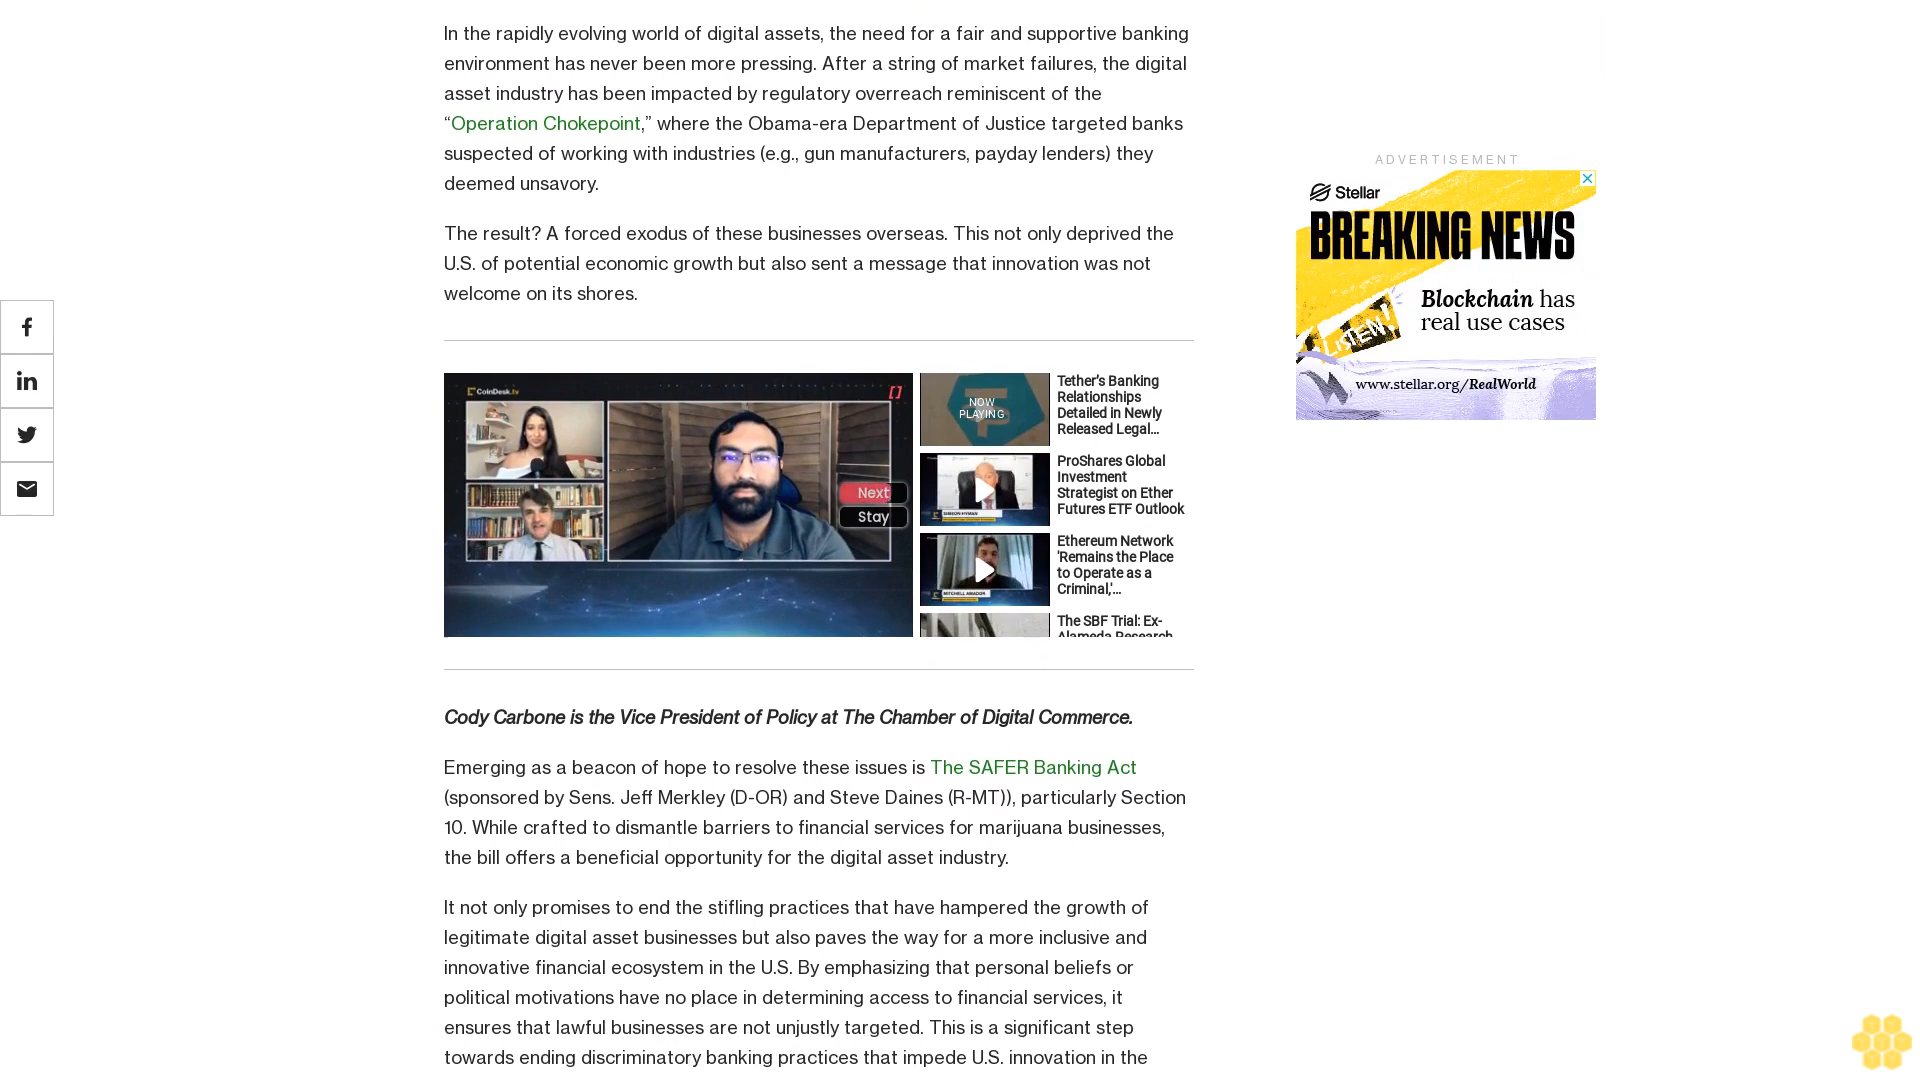 In the rapidly evolving world of digital assets, the need for a fair and supportive banking
environment has never been more pressing. After a string of market failures, the digital
asset industry has been impacted by regulatory overreach reminiscent of the
“Operation Chokepoint,” where the Obama-era Department of Justice targeted banks
suspected of working with industries (e.g., gun manufacturers, payday lenders) they
deemed unsavory.
The result? A forced exodus of these businesses overseas. This not only deprived the
U.S. of potential economic growth but also sent a message that innovation was not
welcome on its shores.
CoinDesk.tv
Next
Stay
NOW
PLAYING
Tether’s Banking
Relationships
Detailed in Newly
Released Legal...
SIMEON HYMAN
ProShares Global
Investment
Strategist on Ether
Futures ETF Outlook
MITCHELL AMADOR
Ethereum Network
'Remains the Place
to Operate as a
Criminal,'...
The SBF Trial: Ex-
Alameda Research
Cody Carbone is the Vice President of Policy at The Chamber of Digital Commerce.
Emerging as a beacon of hope to resolve these issues is The SAFER Banking Act
(sponsored by Sens. Jeff Merkley (D-OR) and Steve Daines (R-MT)), particularly Section
10. While crafted to dismantle barriers to financial services for marijuana businesses,
the bill offers a beneficial opportunity for the digital asset industry.
It not only promises to end the stifling practices that have hampered the growth of
legitimate digital asset businesses but also paves the way for a more inclusive and
innovative financial ecosystem in the U.S. By emphasizing that personal beliefs or
political motivations have no place in determining access to financial services, it
ensures that lawful businesses are not unjustly targeted. This is a significant step
towards ending discriminatory banking practices that impede U.S. innovation in the
ADVERTISEMENT
Stellar
BREAKING NEWS
Blockchain has
real use cases
LISTEN!
www.stellar.org/RealWorld